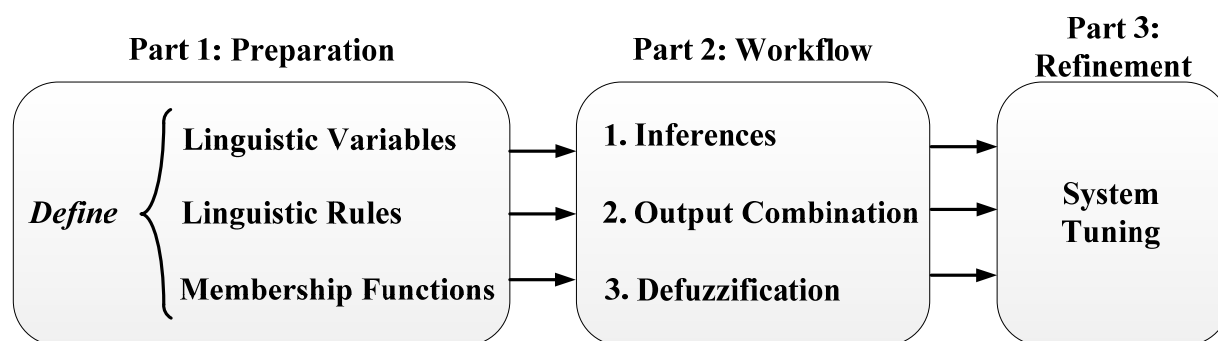 Part 1: Preparation
Define
Linguistic Variables
Linguistic Rules
Membership Functions
Part 2: Workflow
1. Inferences
2. Output Combination
3. Defuzzification
Part 3:
Refinement
System
Tuning